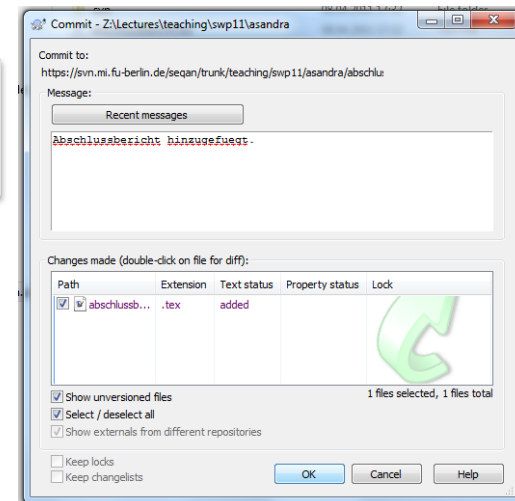 Commit - Z:\Lectures\teaching\swp11\asandra
Commit to:
https://svn.mi.fu-berlin.de/seqan/trunk/teaching/swp11/asandra/abschlu:
Message:
Recent messages
Abschlussbericht hinzugefuegt.
Changes made (double-click on file for diff):
Path Extension Text status Property status Lock
abschlussb... .tex added
Show unversioned files
1 files selected, 1 files total
Select / deselect all
Show externals from different repositories
Keep locks
Keep changelists
OK Cancel Help